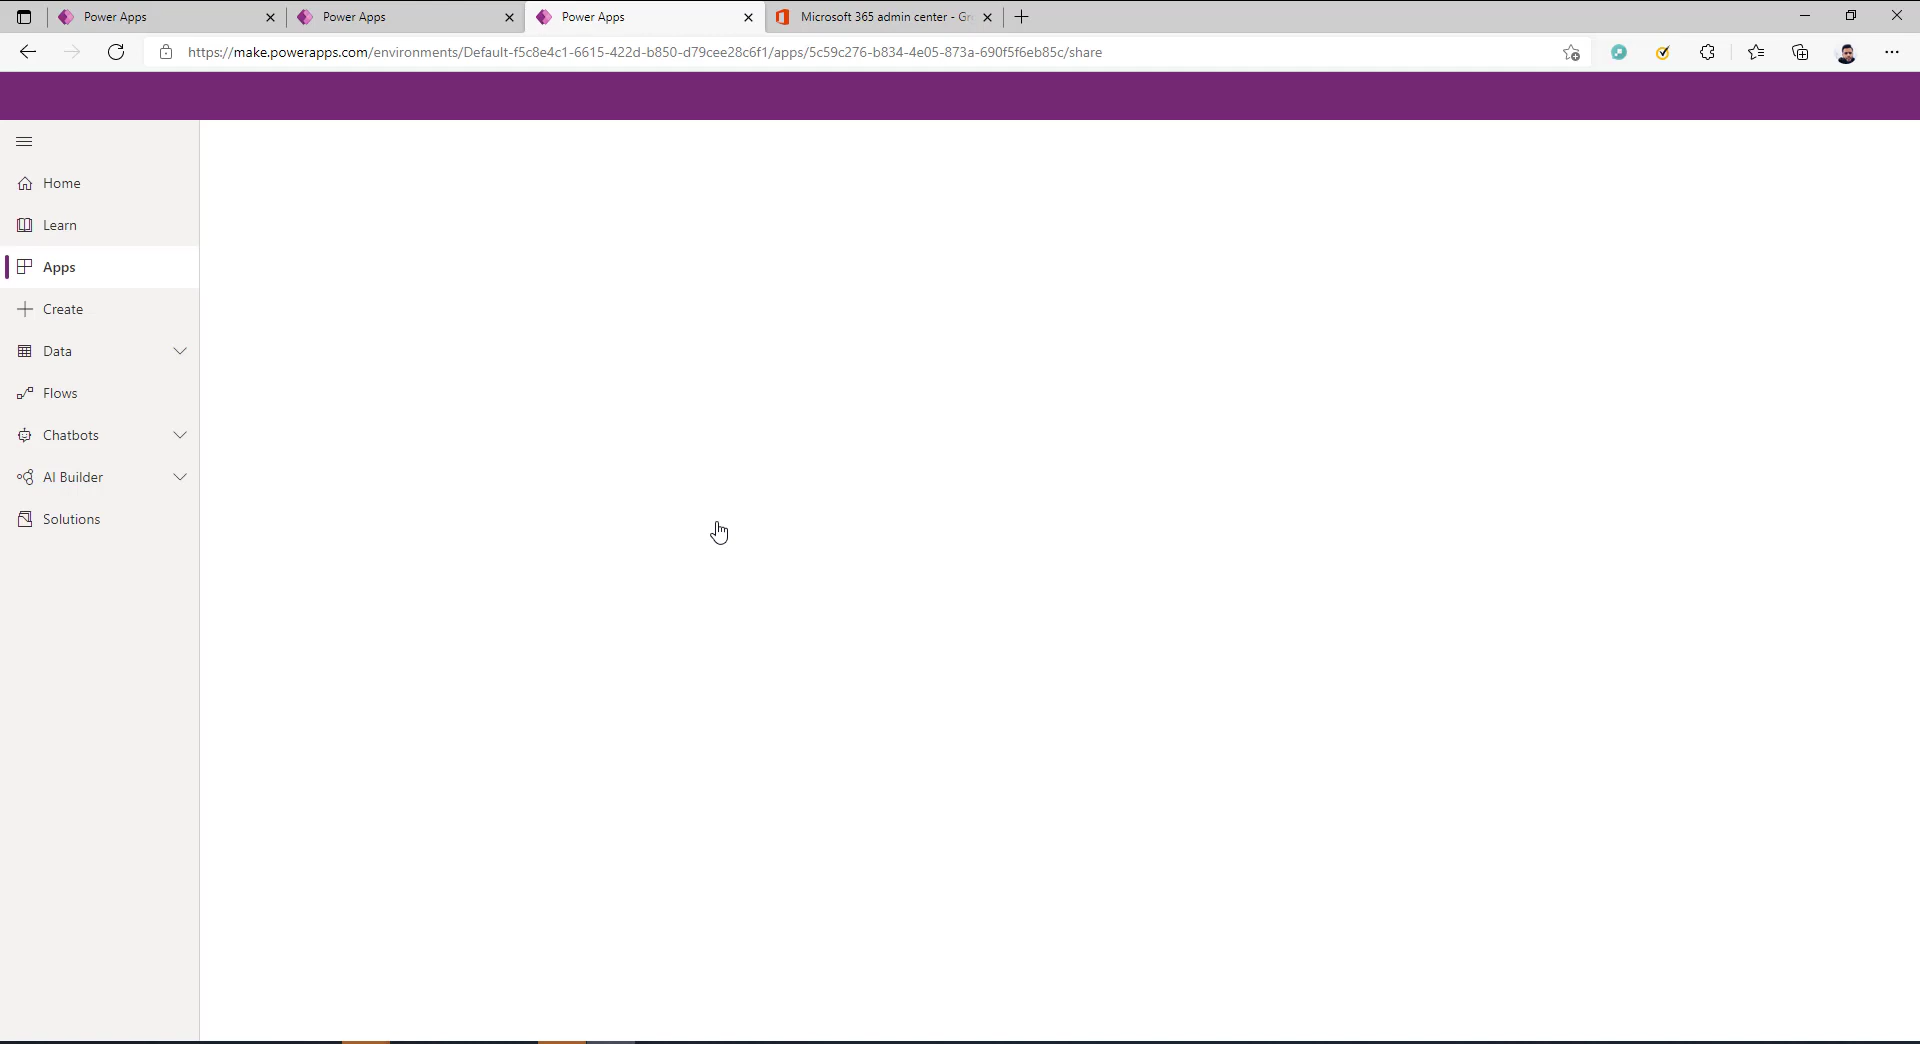 Power Apps
Power Apps
Power Apps
Microsoft 365 admin center - Gr
https://make.powerapps.com/environments/Default-f5c8e4c1-6615-422d-b850-d79cee28c6f1/apps/5c59c276-b834-4e05-873a-690f5f6eb85c/share
Home
Learn
Apps
Create
Data
Flows
Chatbots
AI Builder
Solutions